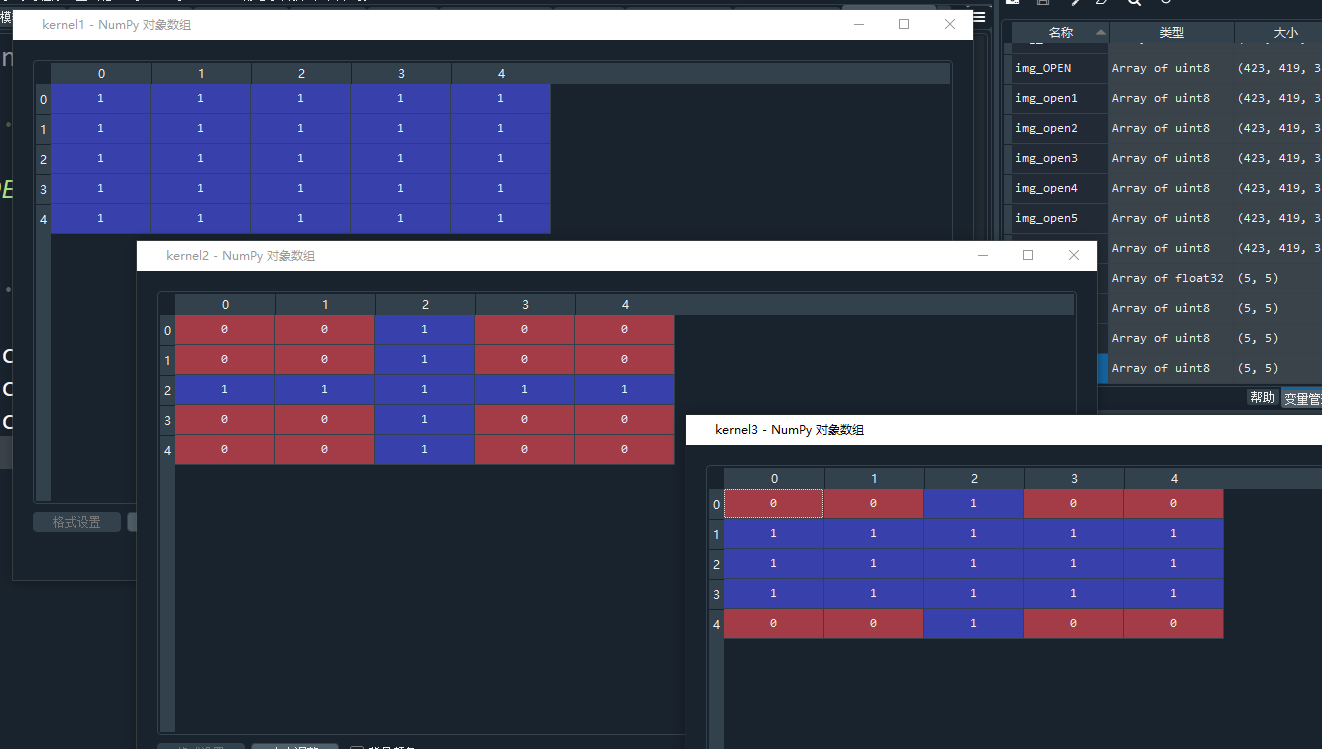 kernel1 - NumPy 对象数组
0 1 2 3 4
0 1 1 1 1 1
1 1 1 1 1 1
2 1 1 1 1 1
3 1 1 1 1 1
4 1 1 1 1 1
格式设置
kernel2 - NumPy 对象数组
0 1 2 3 4
0 0 0 1 0 0
1 0 0 1 0 0
2 1 1 1 1 1
3 0 0 1 0 0
4 0 0 1 0 0
kernel3 - NumPy 对象数组
0 1 2 3 4
0 0 0 1 0 0
1 1 1 1 1 1
2 1 1 1 1 1
3 1 1 1 1 1
4 0 0 1 0 0
名称 类型 大小
img_OPEN Array of uint8 (423, 419, 3
img_open1 Array of uint8 (423, 419, 3
img_open2 Array of uint8 (423, 419, 3
img_open3 Array of uint8 (423, 419, 3
img_open4 Array of uint8 (423, 419, 3
img_open5 Array of uint8 (423, 419, 3
Array of uint8 (423, 419, 3
Array of float32 (5, 5)
Array of uint8 (5, 5)
Array of uint8 (5, 5)
Array of uint8 (5, 5)
帮助 变量管